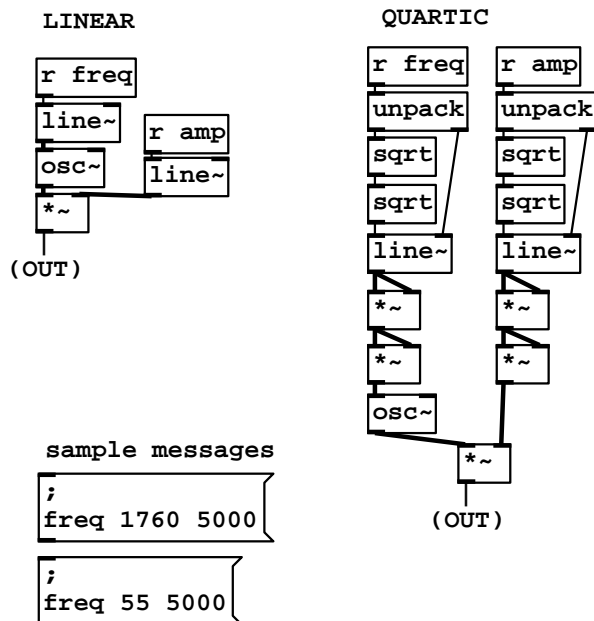 LINEAR
r freq
line~
r amp
osc~
line~
*~
(OUT)
QUARTIC
r freq
r amp
unpack
unpack
sqrt
sqrt
sqrt
sqrt
line~
line~
*~
*~
*~
*~
osc~
*~
(OUT)
sample messages
;
freq 1760 5000
;
freq 55 5000